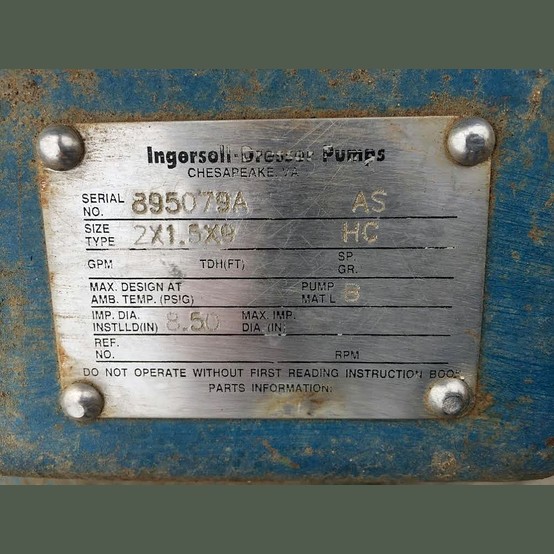 Ingersoll-Dresser Pumps
CHESAPEAKE VA
SERIAL NO. 895079A AS
SIZE TYPE 2X1.5X9 HC
GPM TDH(FT) SP. GR.
MAX. DESIGN AT AMB. TEMP. (PSIG) PUMP MAT'L B
IMP. DIA. INSTLLD(IN) 8.50 MAX. IMP. DIA (IN)
REF. NO. RPM
DO NOT OPERATE WITHOUT FIRST READING INSTRUCTION BOO
PARTS INFORMATION: